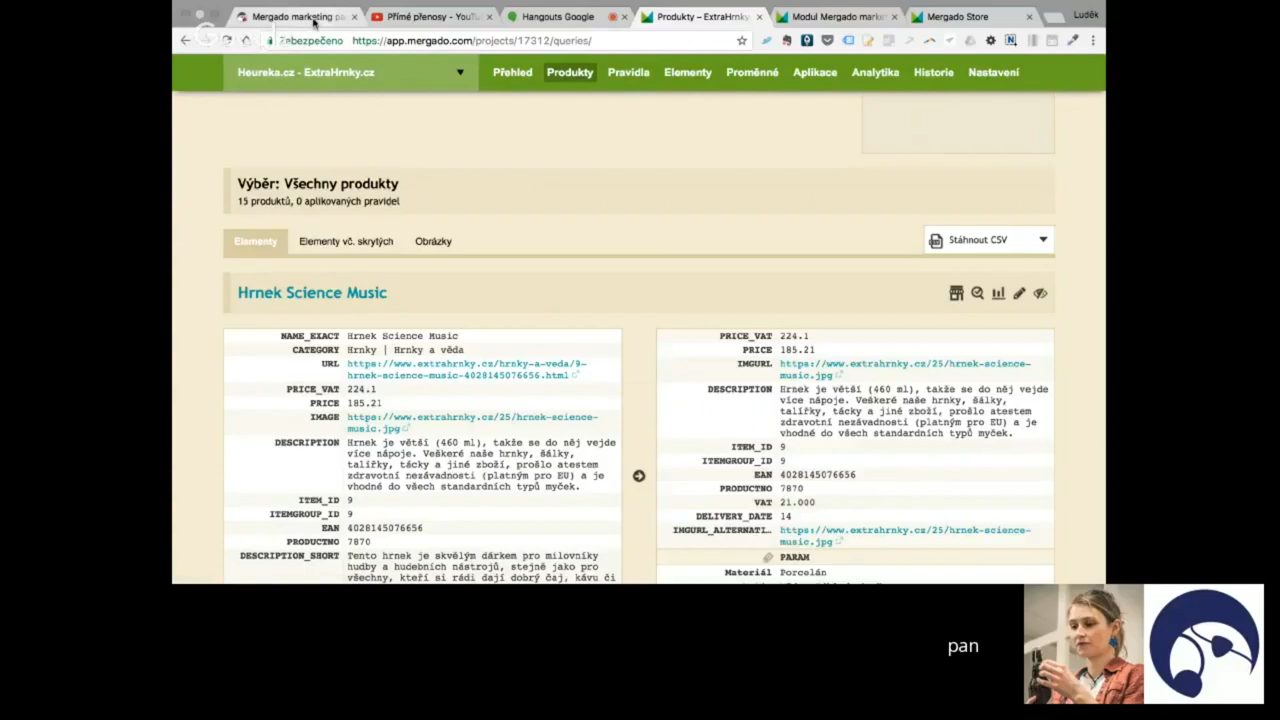 Mergado marketing pa
Přímé přenosy - YouTu
Hangouts Google
Produkty – ExtraHrnky
Modul Mergado market
Mergado Store
Luděk
Zabezpečeno
https://app.mergado.com/projects/17312/queries/
Heureka.cz - ExtraHrnky.cz
Přehled
Produkty
Pravidla
Elementy
Proměnné
Aplikace
Analytika
Historie
Nastavení
Výběr: Všechny produkty
15 produktů, 0 aplikovaných pravidel
Elementy
Elementy vč. skrytých
Obrázky
Stáhnout CSV
Hrnek Science Music
NAME_EXACT Hrnek Science Music
CATEGORY Hrnky | Hrnky a věda
URL https://www.extrahrnky.cz/hrnky-a-veda/9-
hrnek-science-music-4028145076656.html
PRICE_VAT 224.1
PRICE 185.21
IMAGE https://www.extrahrnky.cz/25/hrnek-science-
music.jpg
DESCRIPTION Hrnek je větší (460 ml), takže se do něj vejde
více nápoje. Veškeré naše hrnky, šálky,
talířky, tácky a jiné zboží, prošlo atestem
zdravotní nezávadnosti (platným pro EU) a je
vhodné do všech standardních typů myček.
ITEM_ID 9
ITEMGROUP_ID 9
EAN 4028145076656
PRODUCTNO 7870
DESCRIPTION_SHORT Tento hrnek je skvělým dárkem pro milovníky
hudby a hudebních nástrojů, stejně jako pro
všechny, kteří si rádi dají dobrý čaj, kávu či
PRICE_VAT 224.1
PRICE 185.21
IMGURL https://www.extrahrnky.cz/25/hrnek-science-
music.jpg
DESCRIPTION Hrnek je větší (460 ml), takže se do něj vejde
více nápoje. Veškeré naše hrnky, šálky,
talířky, tácky a jiné zboží, prošlo atestem
zdravotní nezávadnosti (platným pro EU) a je
vhodné do všech standardních typů myček.
ITEM_ID 9
ITEMGROUP_ID 9
EAN 4028145076656
PRODUCTNO 7870
VAT 21.000
DELIVERY_DATE 14
IMGURL_ALTERNATI… https://www.extrahrnky.cz/25/hrnek-science-
music.jpg
PARAM
Materiál Porcelán
pan